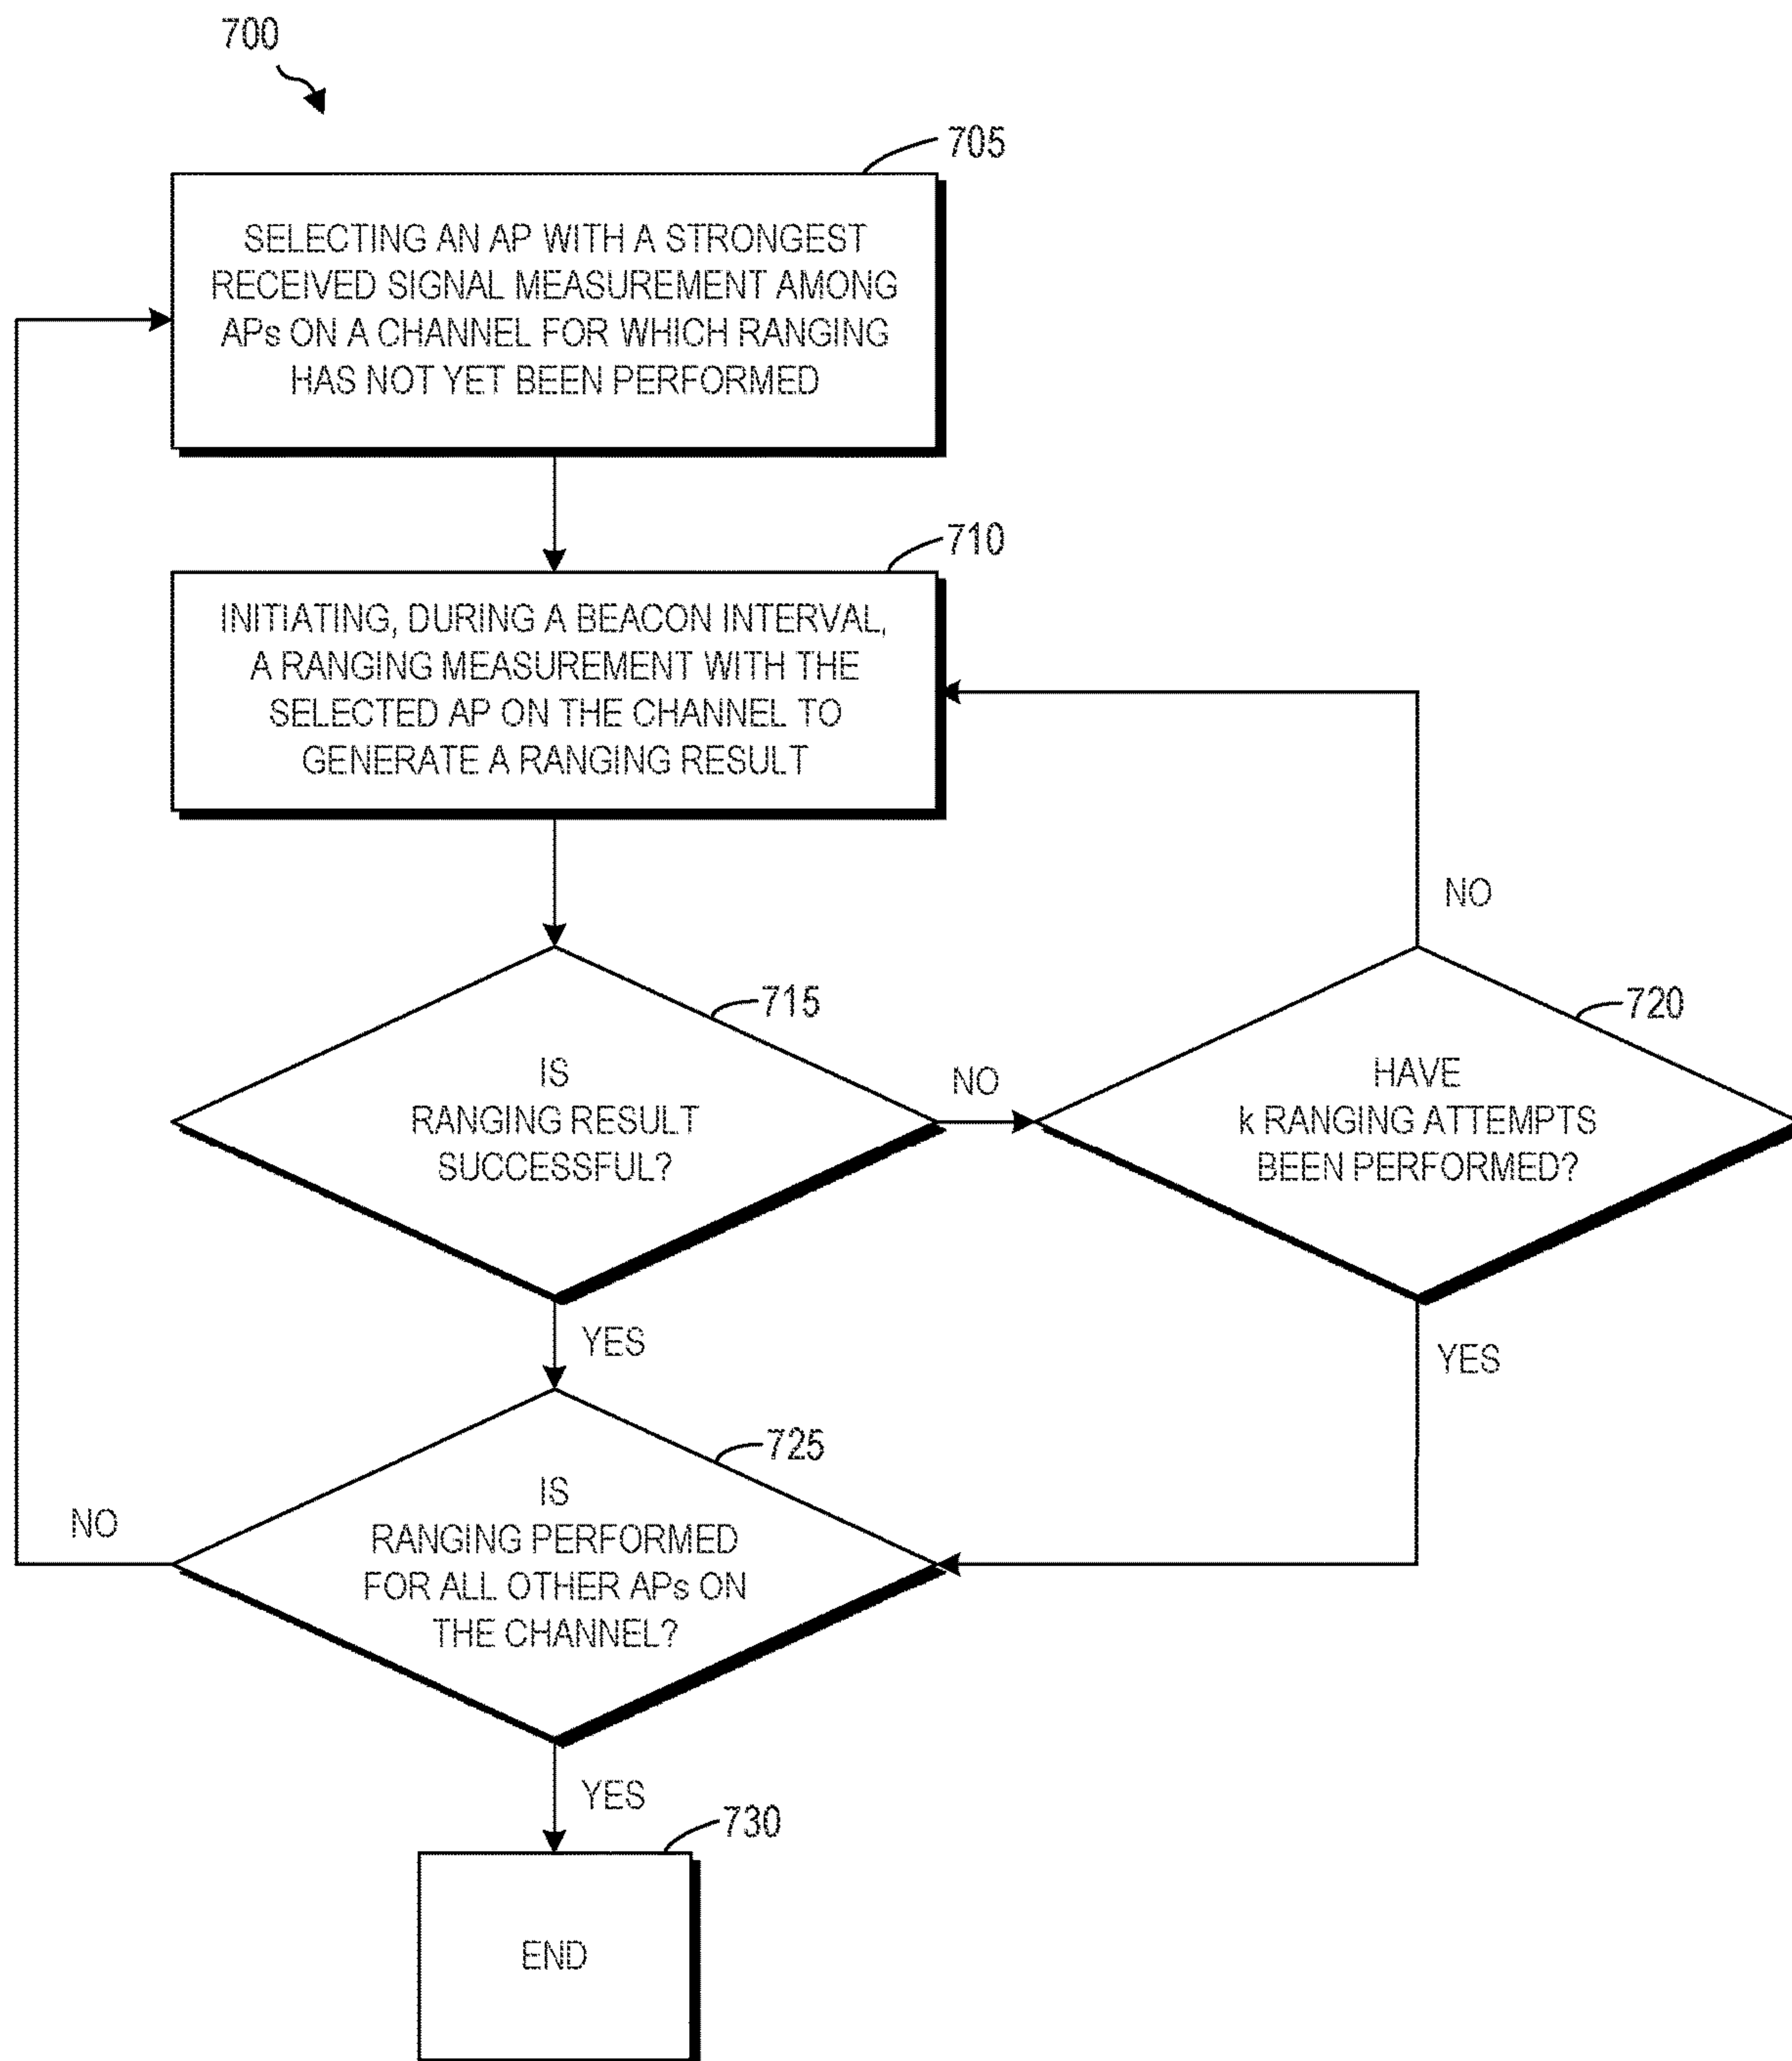 700
705
SELECTING AN AP WITH A STRONGEST
RECEIVED SIGNAL MEASUREMENT AMONG
APs ON A CHANNEL FOR WHICH RANGING
HAS NOT YET BEEN PERFORMED
710
INITIATING, DURING A BEACON INTERVAL,
A RANGING MEASUREMENT WITH THE
SELECTED AP ON THE CHANNEL TO
GENERATE A RANGING RESULT
NO
715
IS
RANGING RESULT
SUCCESSFUL?
NO
720
HAVE
k RANGING ATTEMPTS
BEEN PERFORMED?
YES
YES
725
IS
RANGING PERFORMED
FOR ALL OTHER APs ON
THE CHANNEL?
NO
YES
730
END